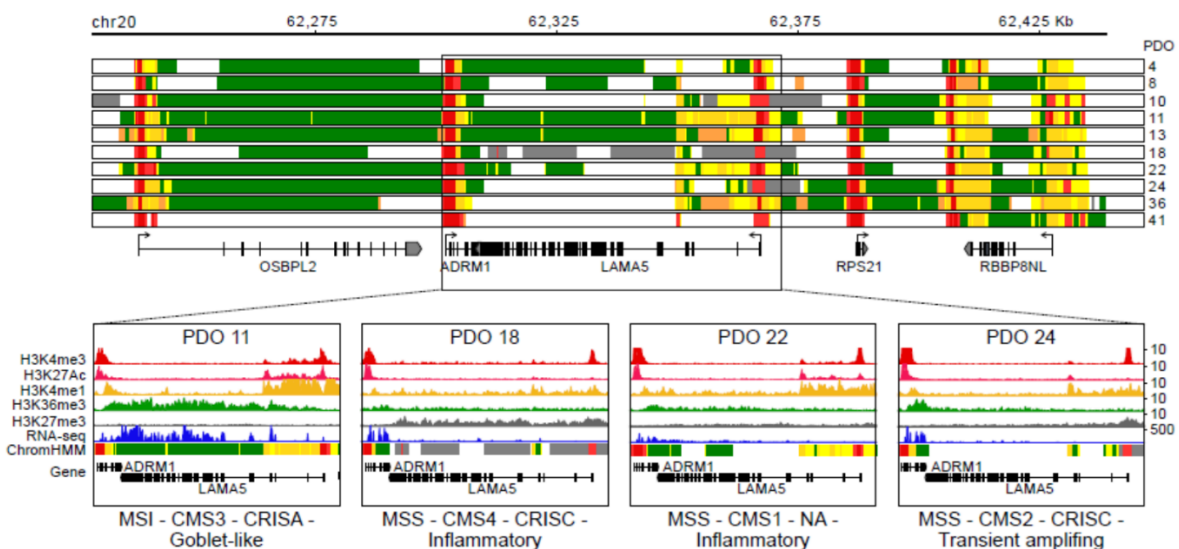 chr20 62,275 62,325 62,375 62,425 Kb
PDO
4
8
10
11
13
18
22
24
36
41
OSBPL2 ADRM1 LAMA5 RPS21 RBBP8NL
PDO 11 PDO 18 PDO 22 PDO 24
H3K4me3 10
H3K27Ac 10
H3K4me1 10
H3K36me3 10
H3K27me3 10
RNA-seq 500
ChromHMM
Gene ADRM1 ADRM1 ADRM1 ADRM1
LAMA5 LAMA5 LAMA5 LAMA5
MSI - CMS3 - CRISA - MSS - CMS4 - CRISC - MSS - CMS1 - NA - MSS - CMS2 - CRISC -
Goblet-like Inflammatory Inflammatory Transient amplifing